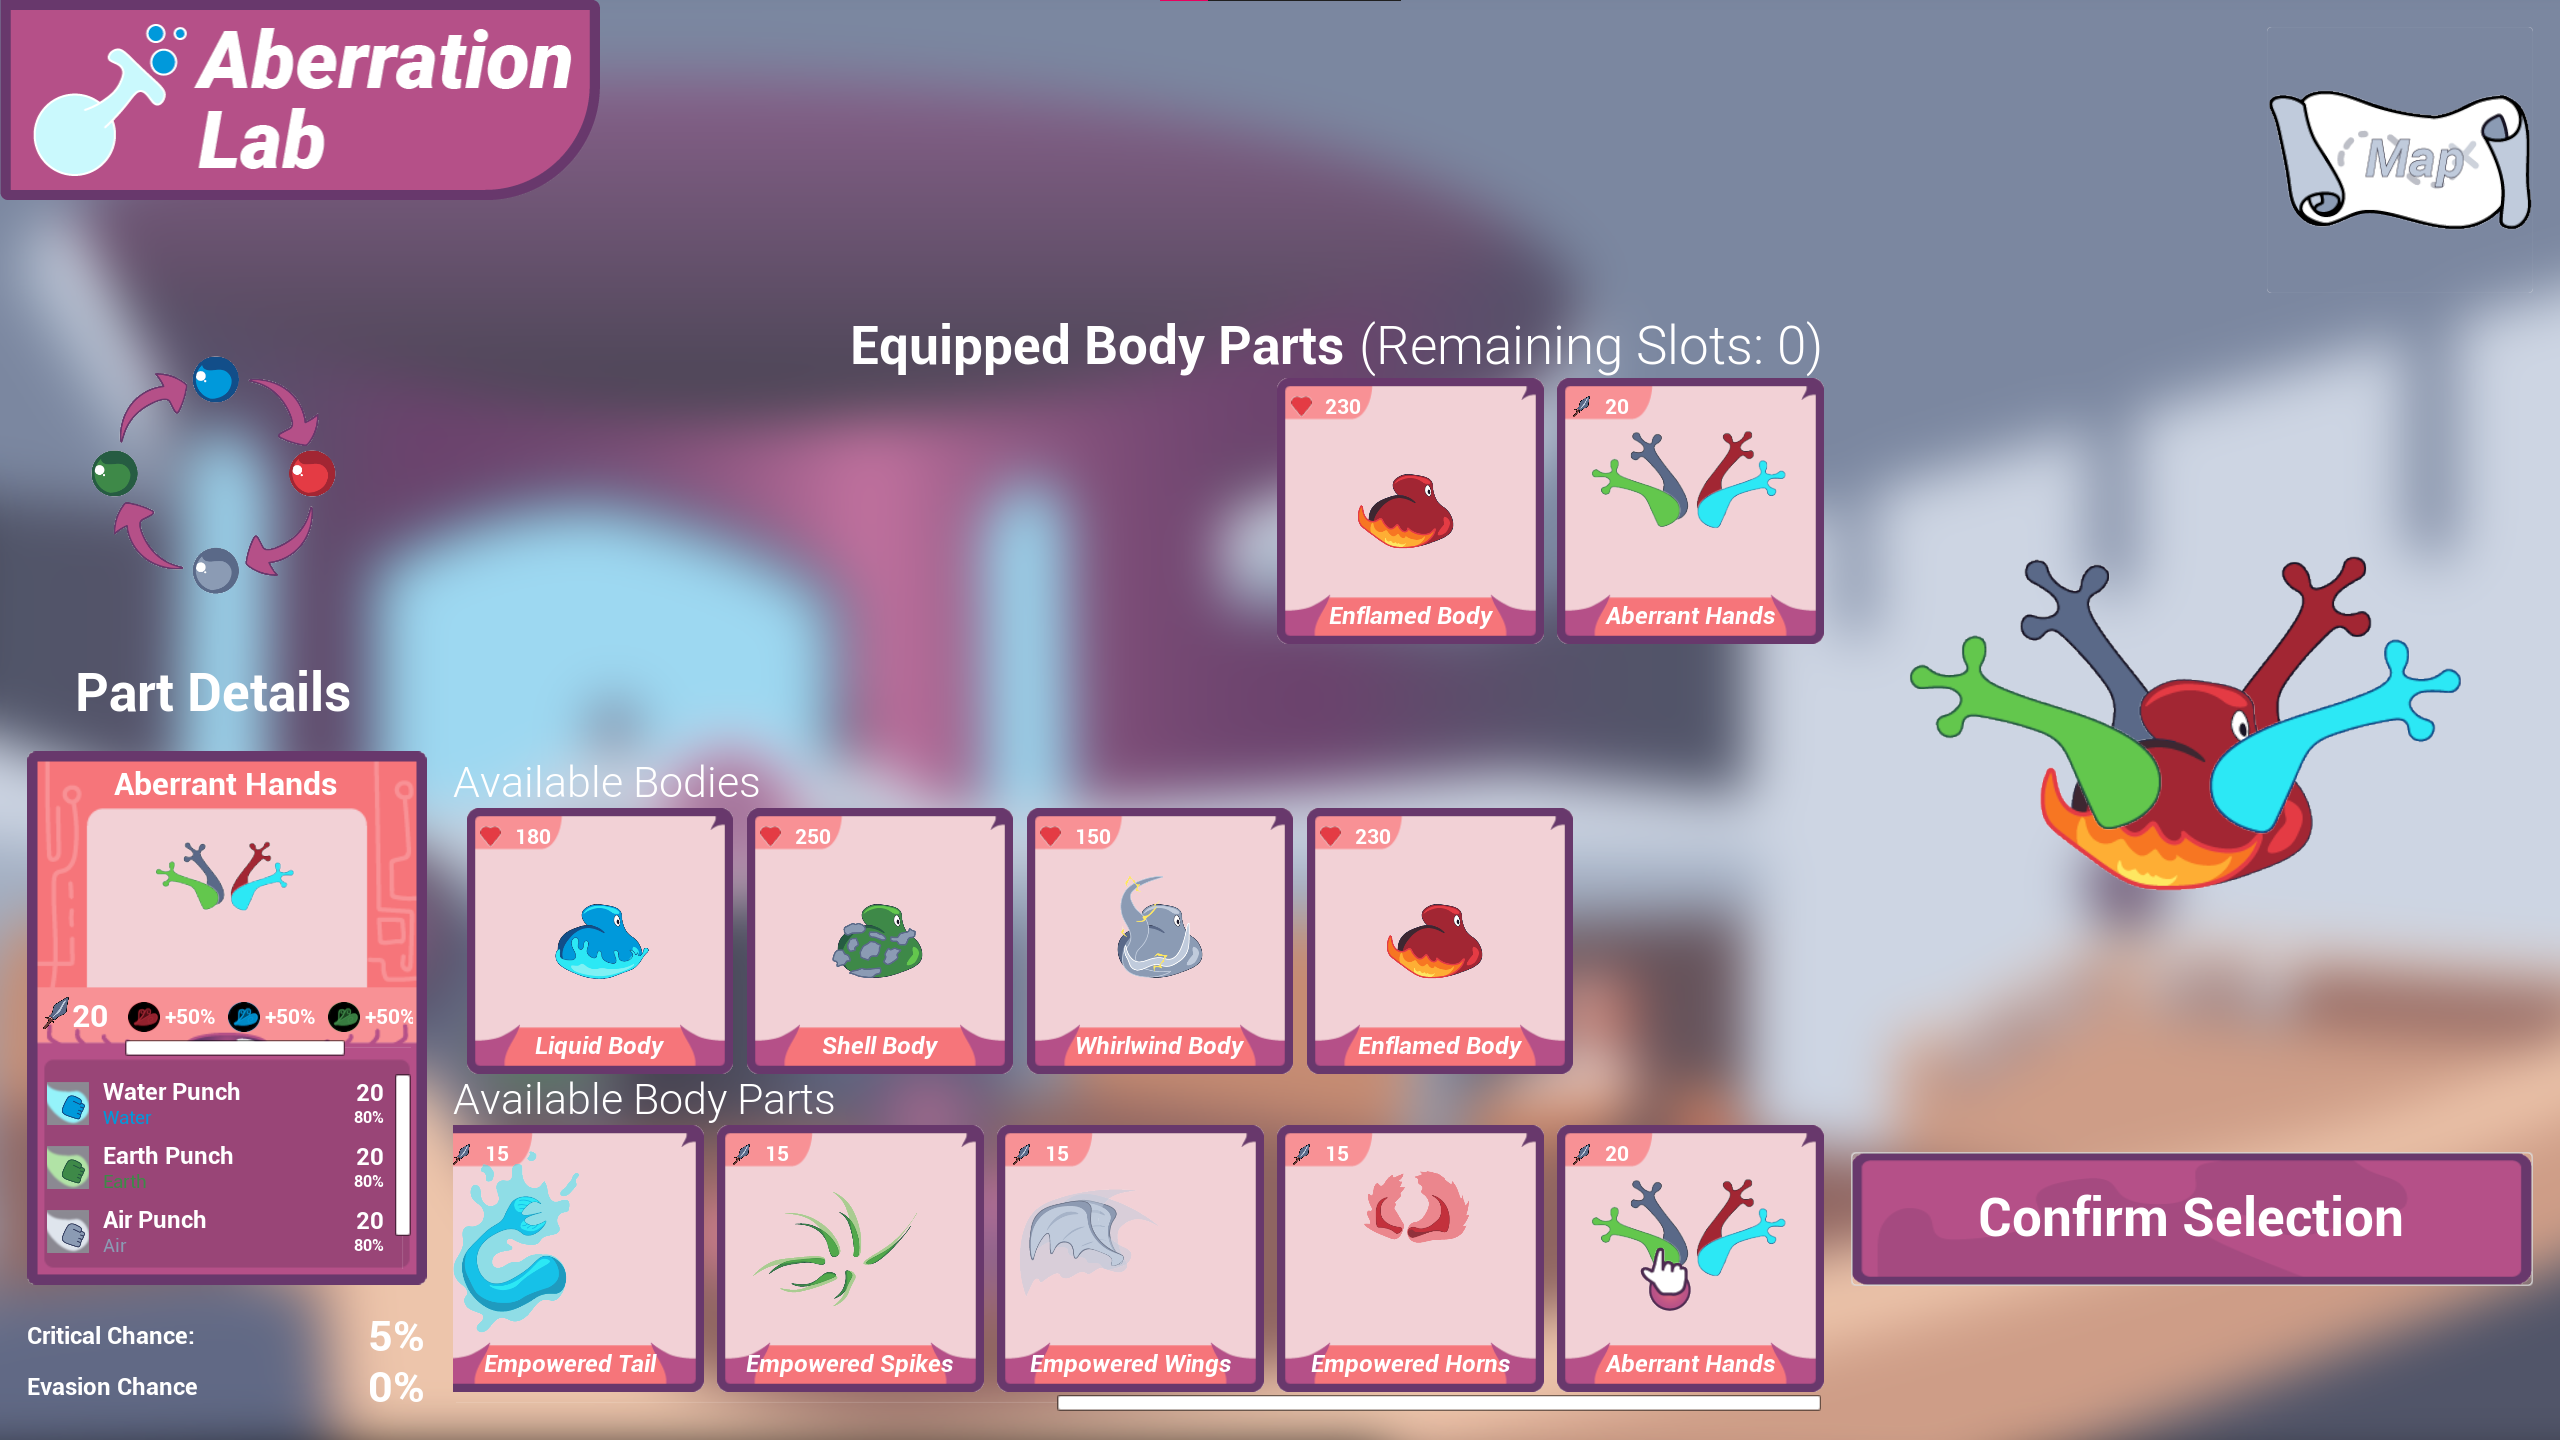 Aberration
Lab
Map
Equipped Body Parts (Remaining Slots: 0)
230
Enflamed Body
20
Aberrant Hands
Part Details
Aberrant Hands
20 +50% +50% +50%
Water Punch 20
Water 80%
Earth Punch 20
Earth 80%
Air Punch 20
Air 80%
Critical Chance: 5%
Evasion Chance 0%
Available Bodies
180
Liquid Body
250
Shell Body
150
Whirlwind Body
230
Enflamed Body
Available Body Parts
15
Empowered Tail
15
Empowered Spikes
15
Empowered Wings
15
Empowered Horns
20
Aberrant Hands
Confirm Selection